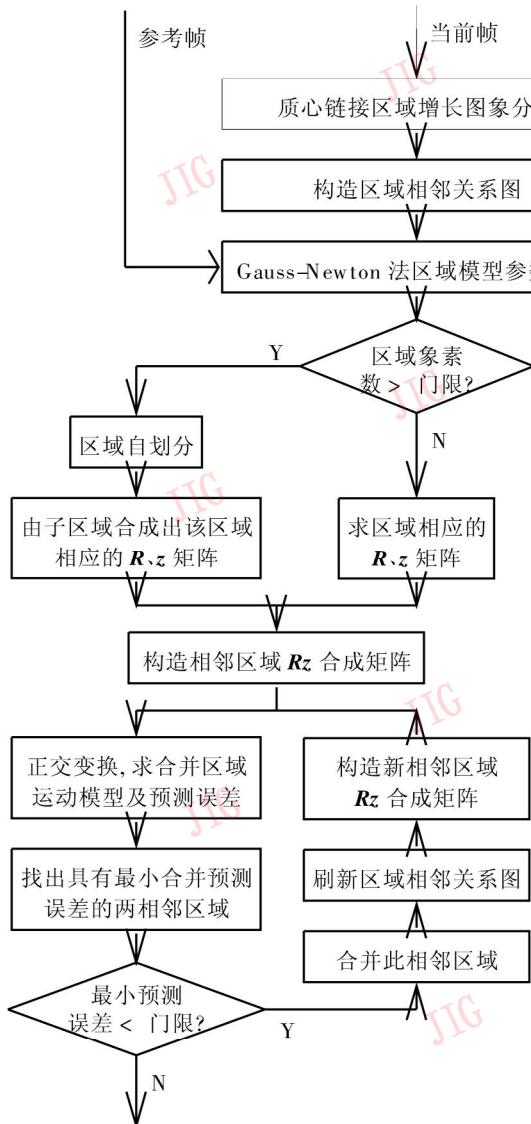 参考帧
当前帧
JIG
质心链接区域增长图象分
JIG
构造区域相邻关系图
Gauss-Newton 法区域模型参
Y
区域象素
数> 门限?
JIG
N
区域自划分
JIG
由子区域合成出该区域
相应的 R、z 矩阵
求区域相应的
R、z 矩阵
构造相邻区域 Rz 合成矩阵
JIG
正交变换,求合并区域
运动模型及预测误差
JIG
构造新相邻区域
Rz 合成矩阵
找出具有最小合并预测
误差的两相邻区域
刷新区域相邻关系图
合并此相邻区域
最小预测
误差< 门限?
Y
JIG
N